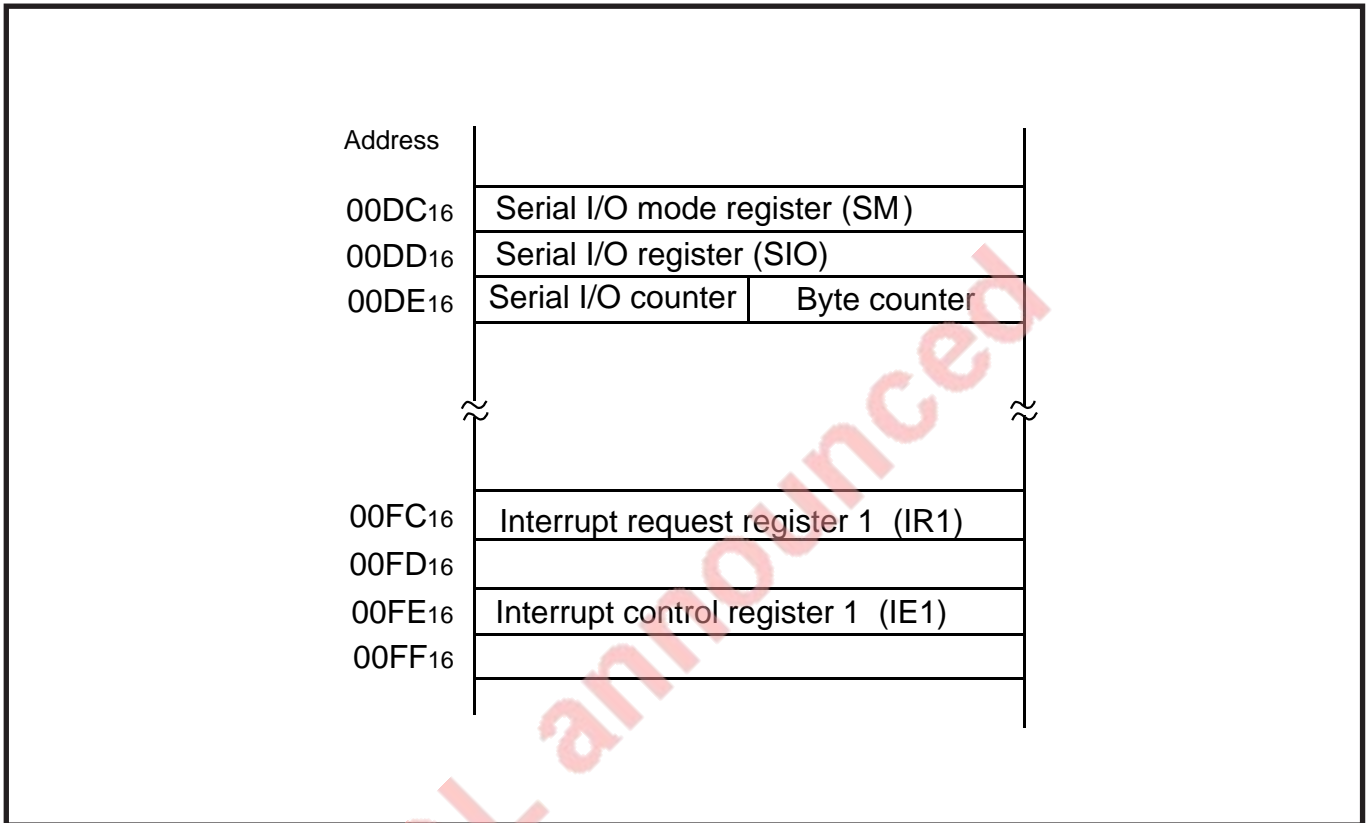 Address
00DC16 Serial I/O mode register (SM)
00DD16 Serial I/O register (SIO)
00DE16 Serial I/O counter Byte counter
00FC16 Interrupt request register 1 (IR1)
00FD16
00FE16 Interrupt control register 1 (IE1)
00FF16
L announced